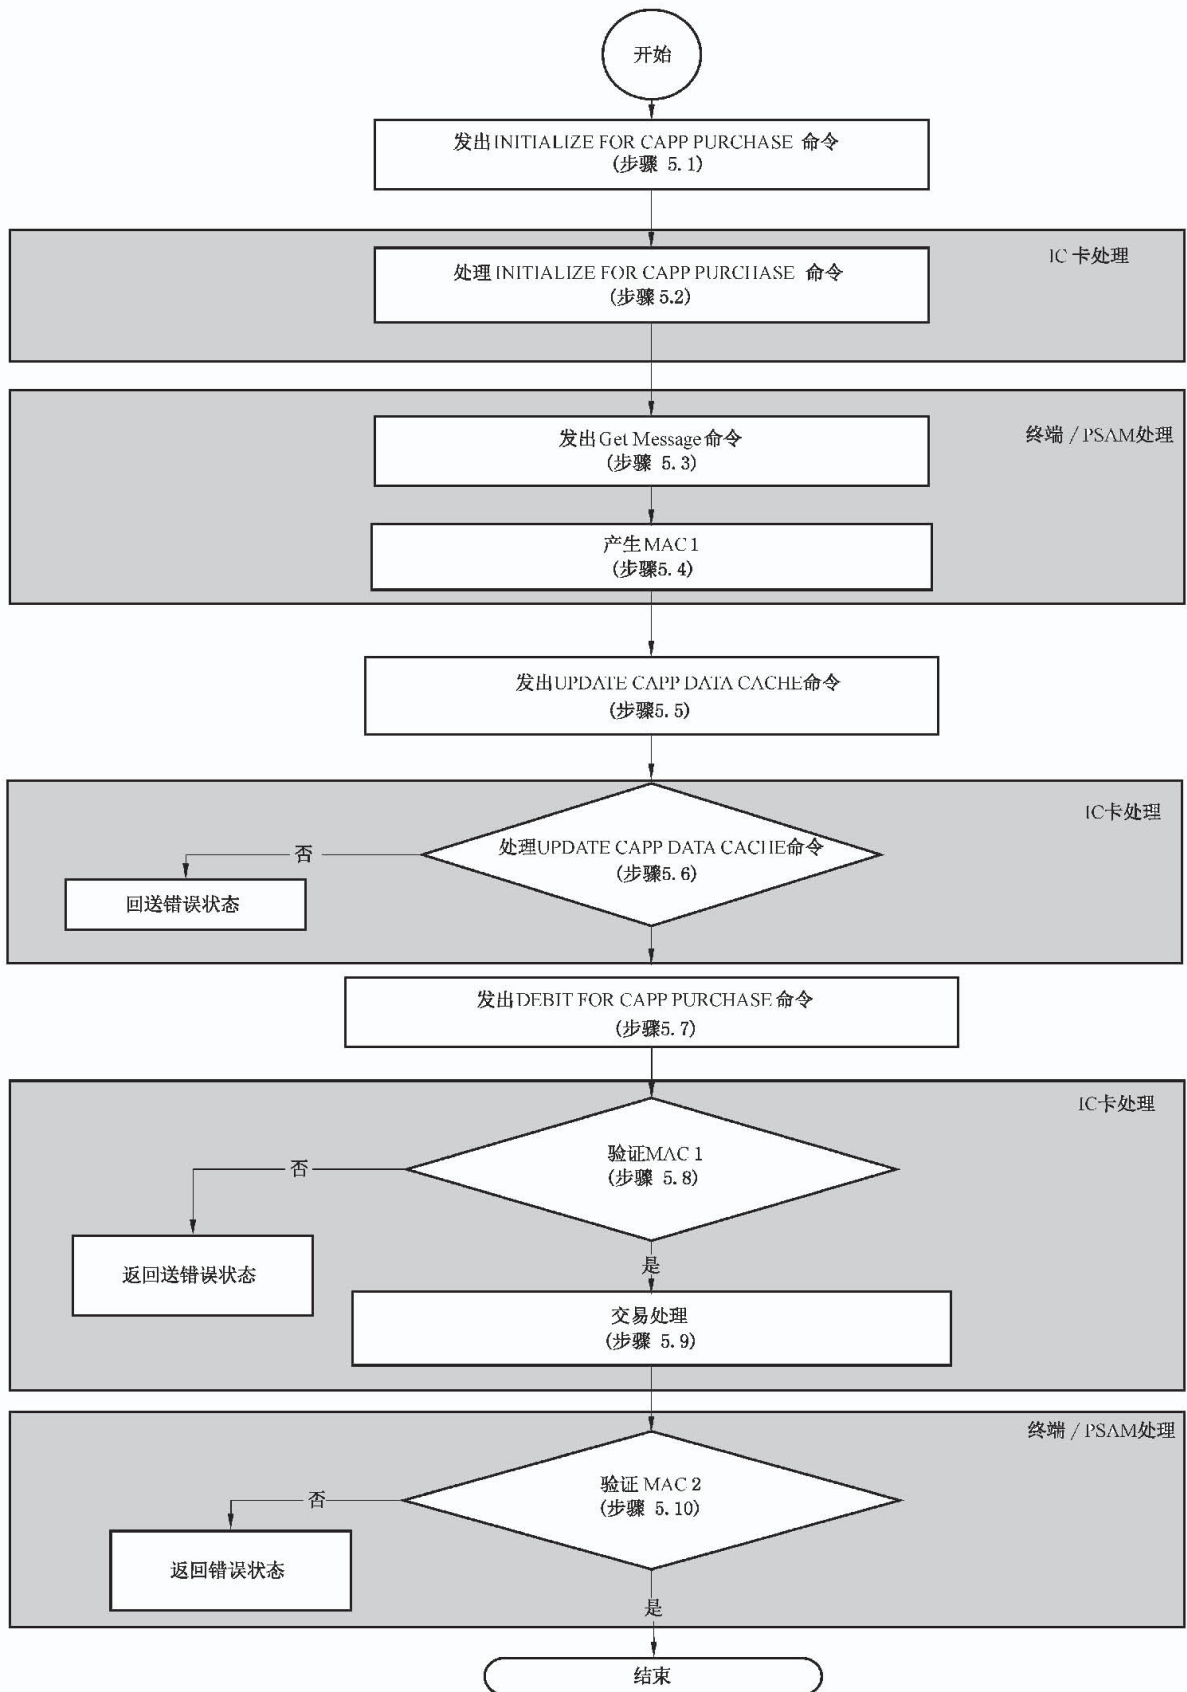 开始
发出INITIALIZE FOR CAPP PURCHASE 命令
(步骤 5.1)
IC 卡处理
处理INITIALIZE FOR CAPP PURCHASE 命令
(步骤 5.2)
终端 / PSAM处理
发出Get Message命令
(步骤 5.3)
产生MAC 1
(步骤5.4)
发出UPDATE CAPP DATA CACHE命令
(步骤5.5)
IC卡处理
处理UPDATE CAPP DATA CACHE命令
(步骤5.6)
否
回送错误状态
发出DEBIT FOR CAPP PURCHASE 命令
(步骤5.7)
IC卡处理
验证MAC 1
(步骤 5.8)
否
返回送错误状态
是
交易处理
(步骤 5.9)
终端 / PSAM处理
验证 MAC 2
(步骤 5.10)
否
返回错误状态
是
结束